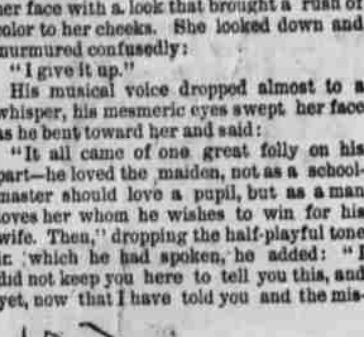 her face with a look that brought a rush of
color to her cheeks. She looked down and
murmured confusedly:
"I give it up."
His musical voice dropped almost to a
whisper, his mesmeric eyes swept her face
as he bent toward her and said:
"It all came of one great folly on his
part—he loved the maiden, not as a school-
master should love a pupil, but as a man
loves her whom he wishes to win for his
wife. Then," dropping the half-playful tone
in which he had spoken, he added: "I
did not keep you here to tell you this, and
yet, now that I have told you and the mis-